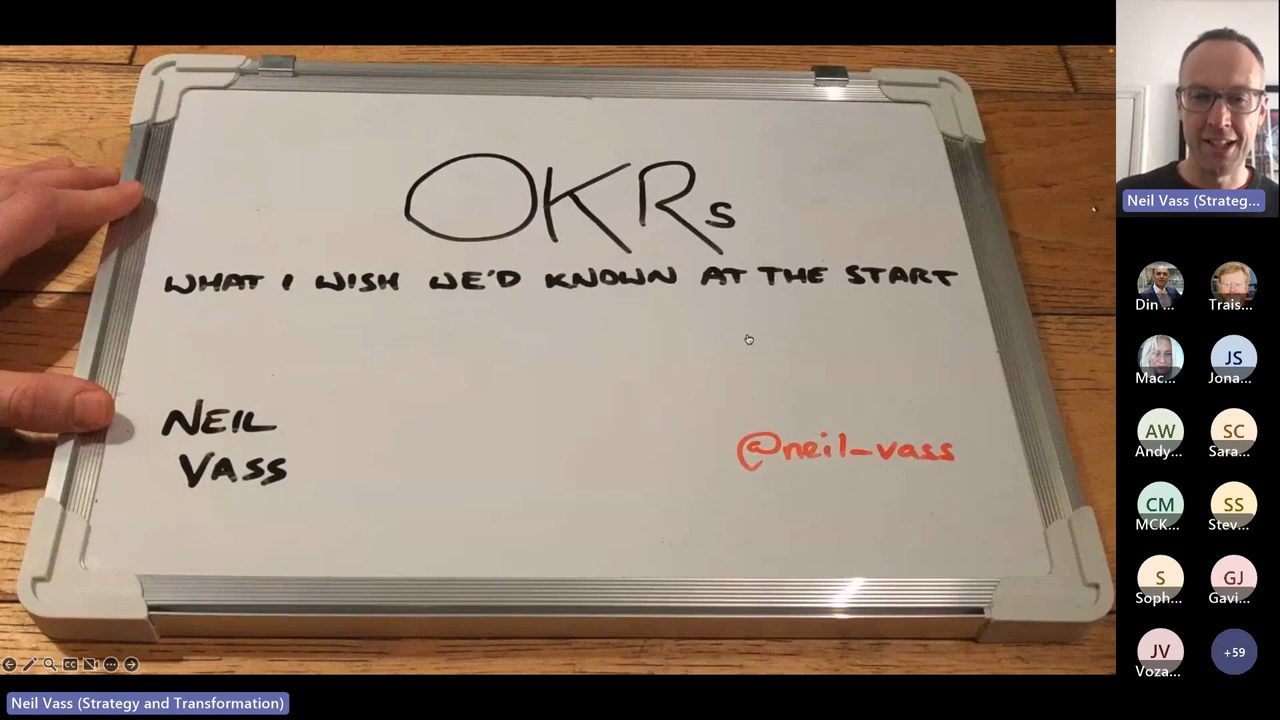 OKRs
WHAT I WISH WE'D KNOWN AT THE START
NEIL
VASS
@neil_vass
Neil Vass (Strateg...
Din ...
Trais...
Mac...
JS
Jona...
AW
Andy...
SC
Sara...
CM
MCK...
SS
Stev...
S
Soph...
GJ
Gavi...
JV
Voza...
+59
CC
Neil Vass (Strategy and Transformation)